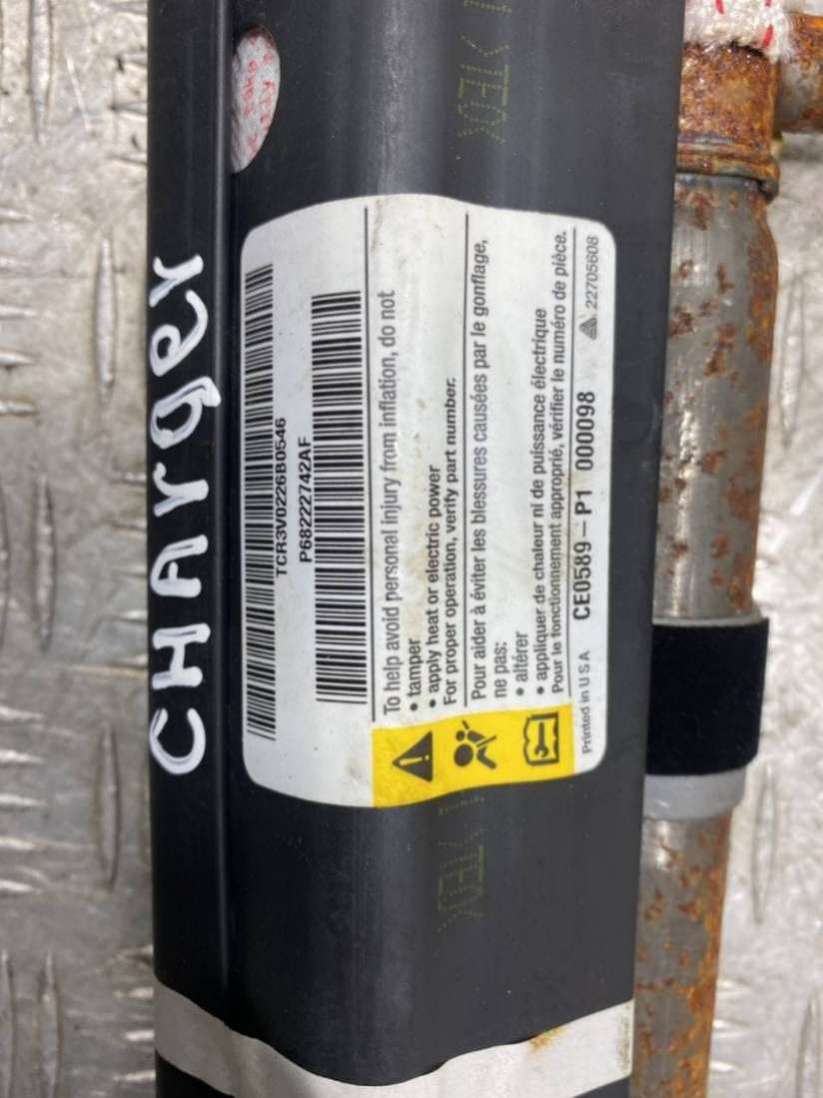 CHArger
TCR3V0226B0546
P68222742AF
To help avoid personal injury from inflation, do not
• tamper
• apply heat or electric power
For proper operation, verify part number.
Pour aider à éviter les blessures causées par le gonflage,
ne pas:
• altérer
• appliquer de chaleur ni de puissance électrique
Pour le fonctionnement approprié, vérifier le numéro de pièce.
Printed in U S A CE0589-P1 000098 22705608